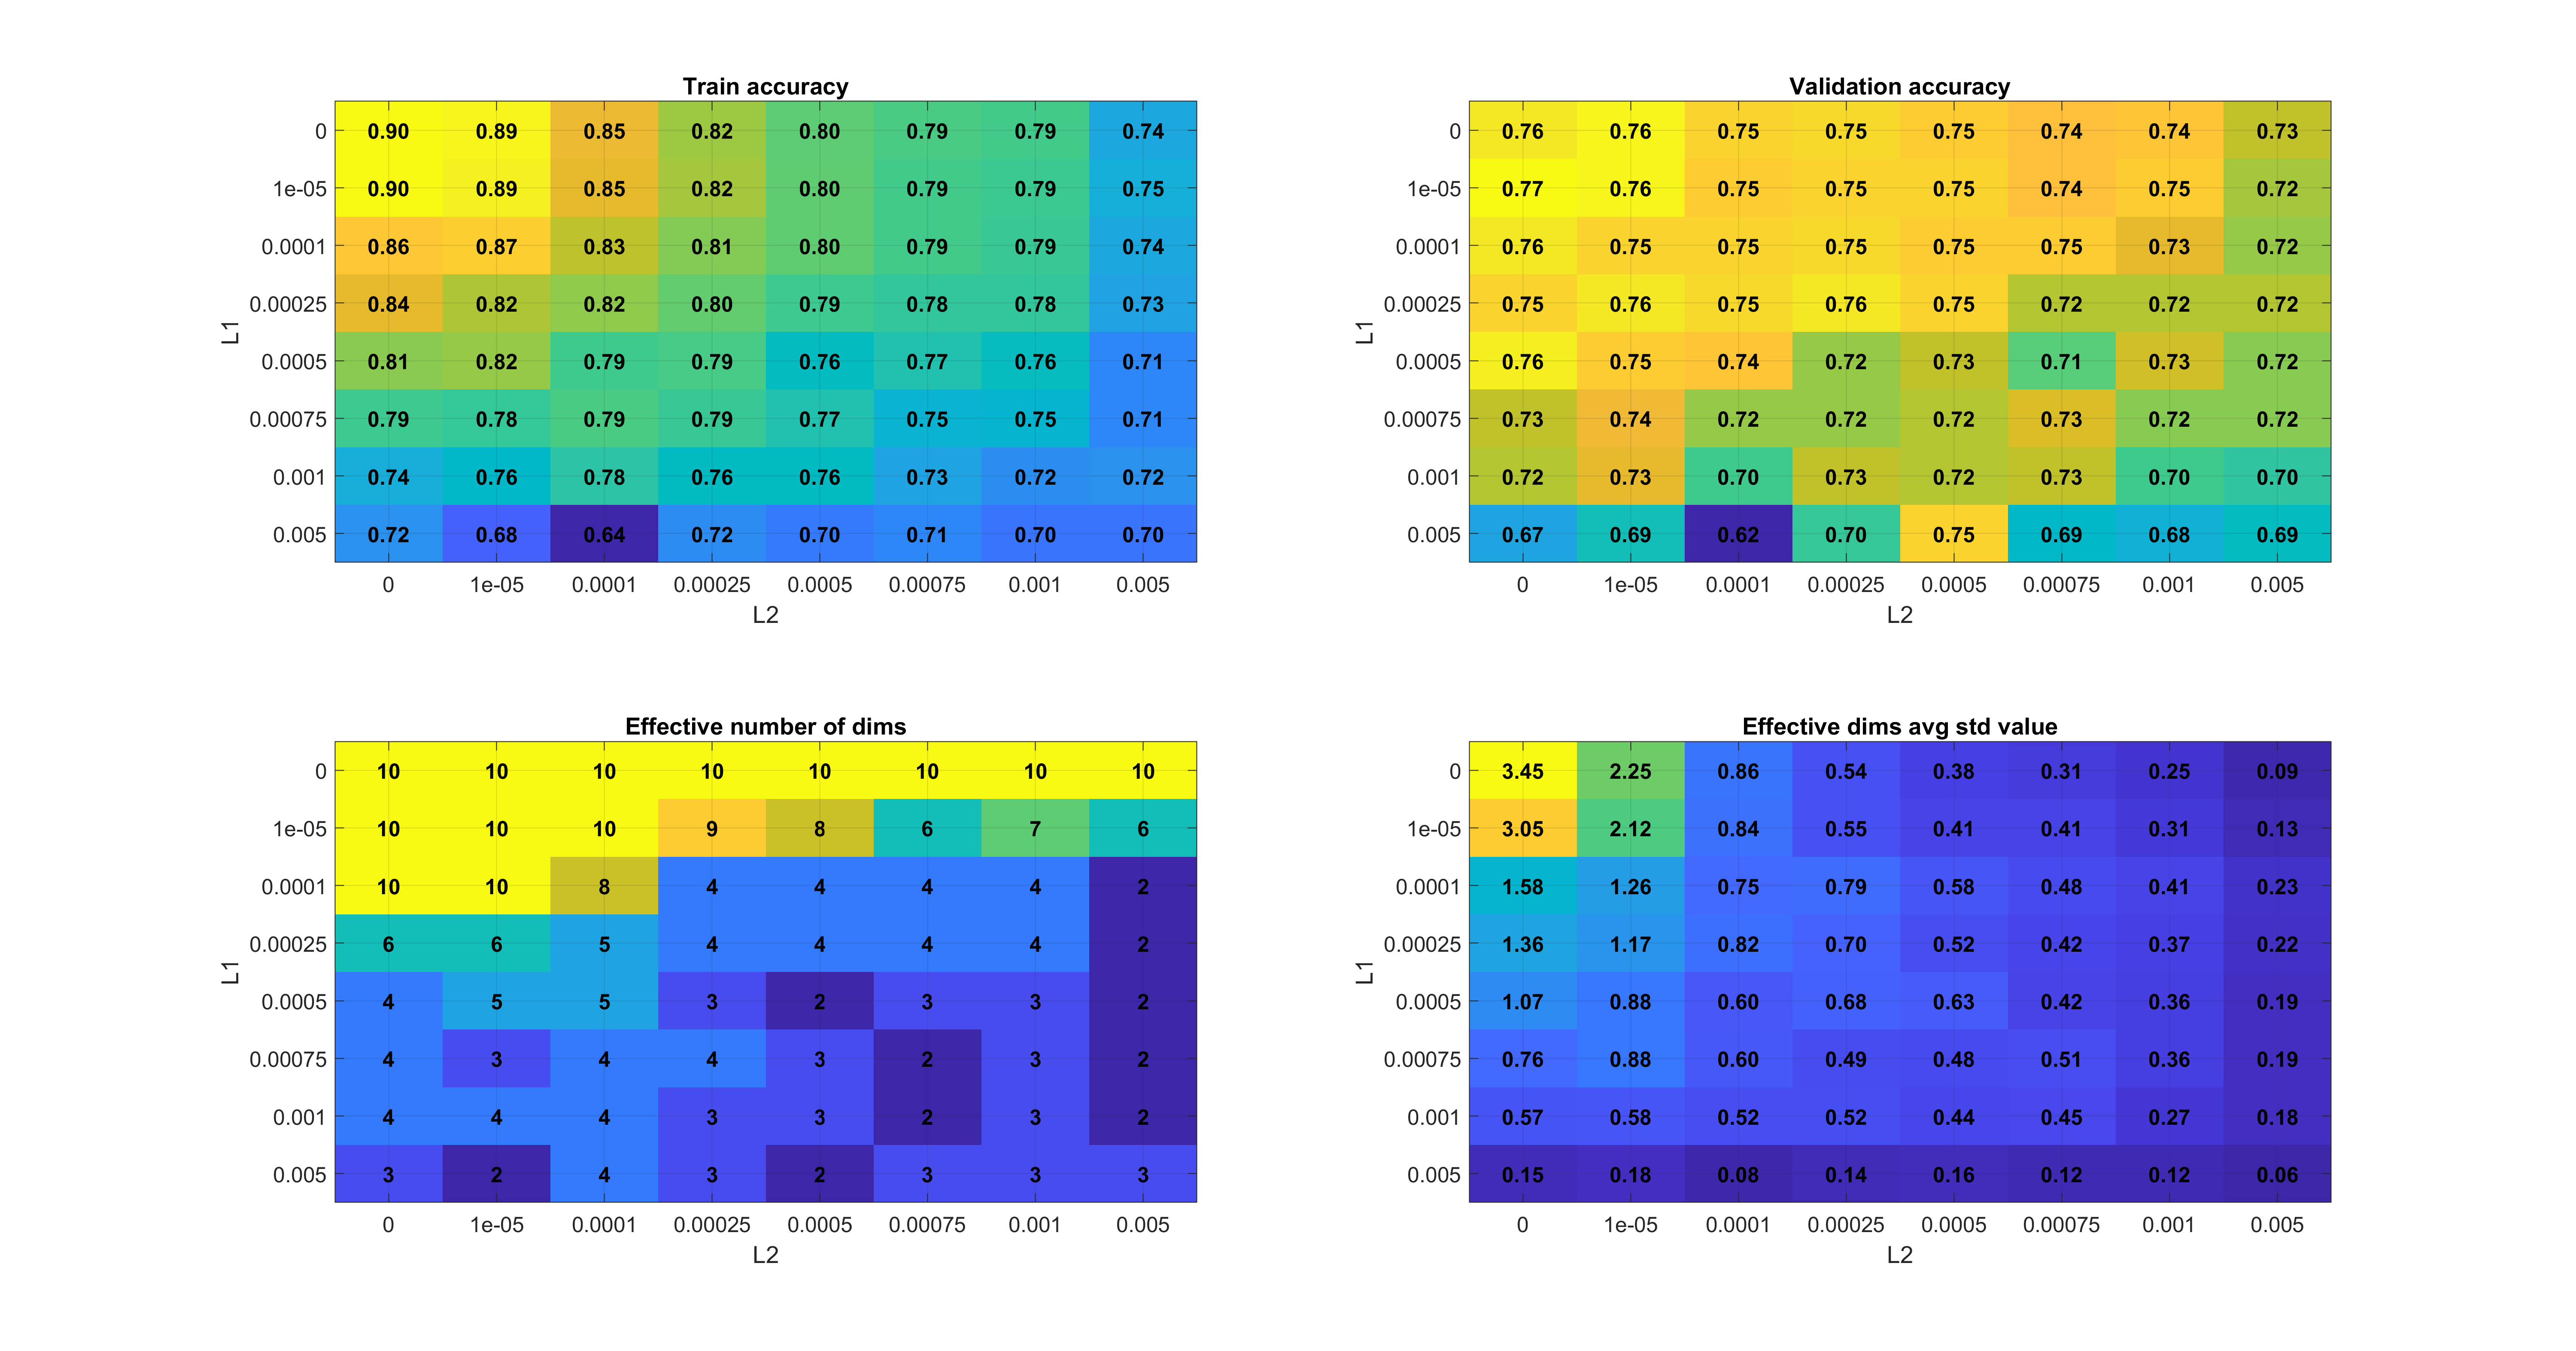 Train accuracy
0 0.90 0.89 0.85 0.82 0.80 0.79 0.79 0.74
1e-05 0.90 0.89 0.85 0.82 0.80 0.79 0.79 0.75
0.0001 0.86 0.87 0.83 0.81 0.80 0.79 0.79 0.74
0.00025 0.84 0.82 0.82 0.80 0.79 0.78 0.78 0.73
L1
0.0005 0.81 0.82 0.79 0.79 0.76 0.77 0.76 0.71
0.00075 0.79 0.78 0.79 0.79 0.77 0.75 0.75 0.71
0.001 0.74 0.76 0.78 0.76 0.76 0.73 0.72 0.72
0.005 0.72 0.68 0.64 0.72 0.70 0.71 0.70 0.70
0 1e-05 0.0001 0.00025 0.0005 0.00075 0.001 0.005
L2
Validation accuracy
0 0.76 0.76 0.75 0.75 0.75 0.74 0.74 0.73
1e-05 0.77 0.76 0.75 0.75 0.75 0.74 0.75 0.72
0.0001 0.76 0.75 0.75 0.75 0.75 0.75 0.73 0.72
0.00025 0.75 0.76 0.75 0.76 0.75 0.72 0.72 0.72
L1
0.0005 0.76 0.75 0.74 0.72 0.73 0.71 0.73 0.72
0.00075 0.73 0.74 0.72 0.72 0.72 0.73 0.72 0.72
0.001 0.72 0.73 0.70 0.73 0.72 0.73 0.70 0.70
0.005 0.67 0.69 0.62 0.70 0.75 0.69 0.68 0.69
0 1e-05 0.0001 0.00025 0.0005 0.00075 0.001 0.005
L2
Effective number of dims
0 10 10 10 10 10 10 10 10
1e-05 10 10 10 9 8 6 7 6
0.0001 10 10 8 4 4 4 4 2
0.00025 6 6 5 4 4 4 4 2
L1
0.0005 4 5 5 3 2 3 3 2
0.00075 4 3 4 4 3 2 3 2
0.001 4 4 4 3 3 2 3 2
0.005 3 2 4 3 2 3 3 3
0 1e-05 0.0001 0.00025 0.0005 0.00075 0.001 0.005
L2
Effective dims avg std value
0 3.45 2.25 0.86 0.54 0.38 0.31 0.25 0.09
1e-05 3.05 2.12 0.84 0.55 0.41 0.41 0.31 0.13
0.0001 1.58 1.26 0.75 0.79 0.58 0.48 0.41 0.23
0.00025 1.36 1.17 0.82 0.70 0.52 0.42 0.37 0.22
L1
0.0005 1.07 0.88 0.60 0.68 0.63 0.42 0.36 0.19
0.00075 0.76 0.88 0.60 0.49 0.48 0.51 0.36 0.19
0.001 0.57 0.58 0.52 0.52 0.44 0.45 0.27 0.18
0.005 0.15 0.18 0.08 0.14 0.16 0.12 0.12 0.06
0 1e-05 0.0001 0.00025 0.0005 0.00075 0.001 0.005
L2